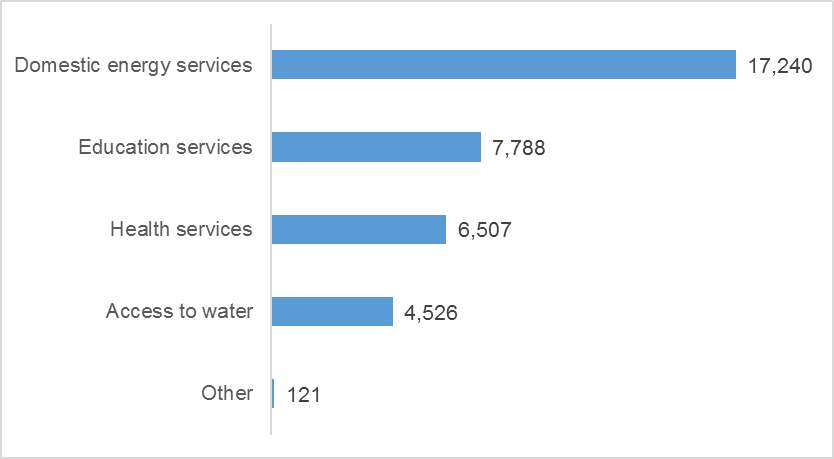 Domestic energy services 17,240
Education services 7,788
Health services 6,507
Access to water 4,526
Other 121